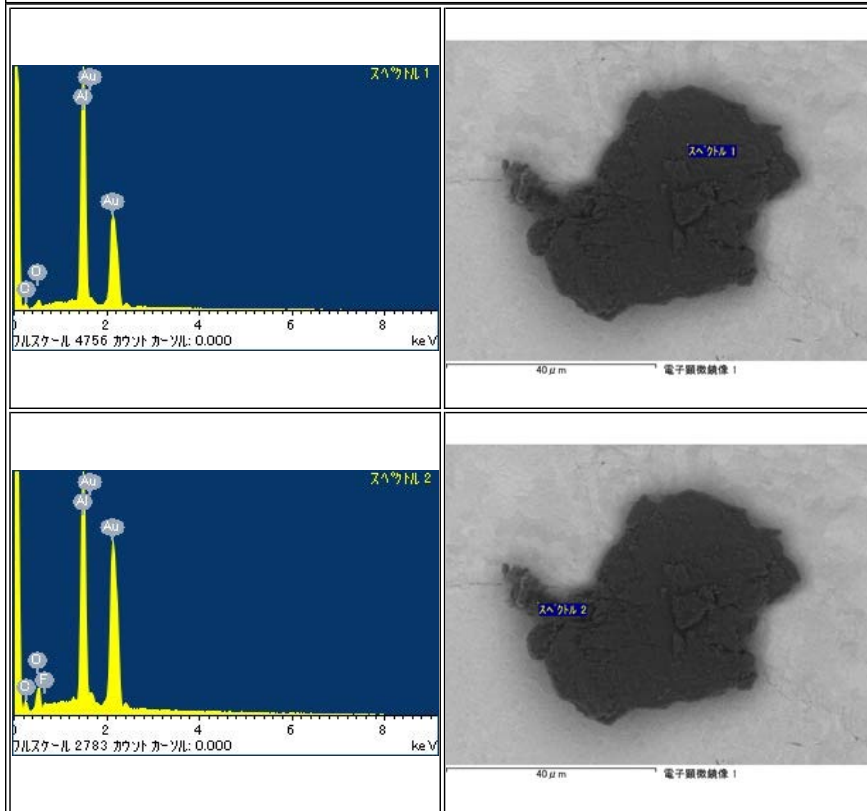 スペクトル 1
Au
Al
Au
O
C
0 2 4 6 8
フルスケール 4756 カウント カーソル: 0.000 keV
スペクトル 1
40μm 電子顕微鏡像 1
スペクトル 2
Au
Al
Au
O
C F
0 2 4 6 8
フルスケール 2783 カウント カーソル: 0.000 keV
スペクトル 2
40μm 電子顕微鏡像 1